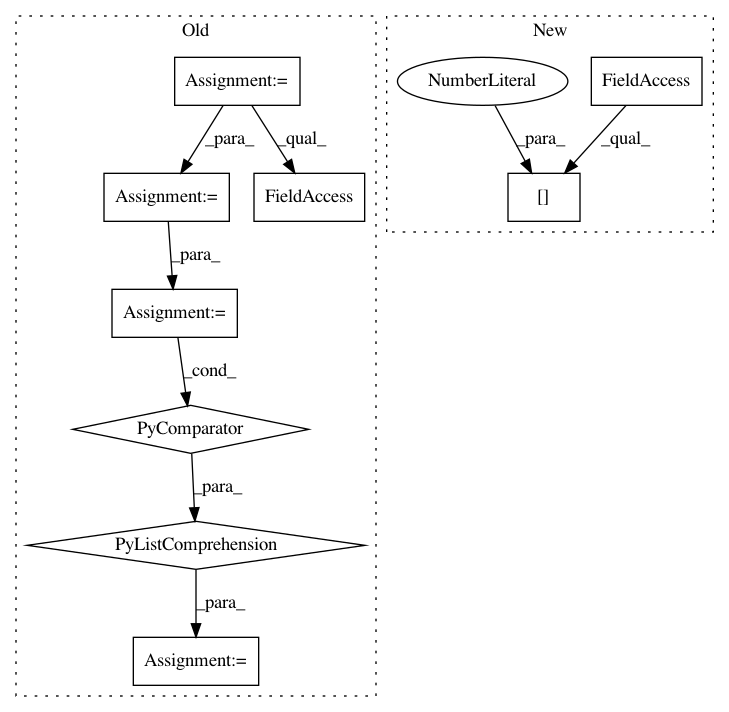 Old
New
Assignment:=
NumberLiteral
FieldAccess
_para_
_qual_
_para_
_qual_
Assignment:=
FieldAccess
[]
_para_
Assignment:=
_cond_
PyComparator
_para_
PyListComprehension
_para_
Assignment:=